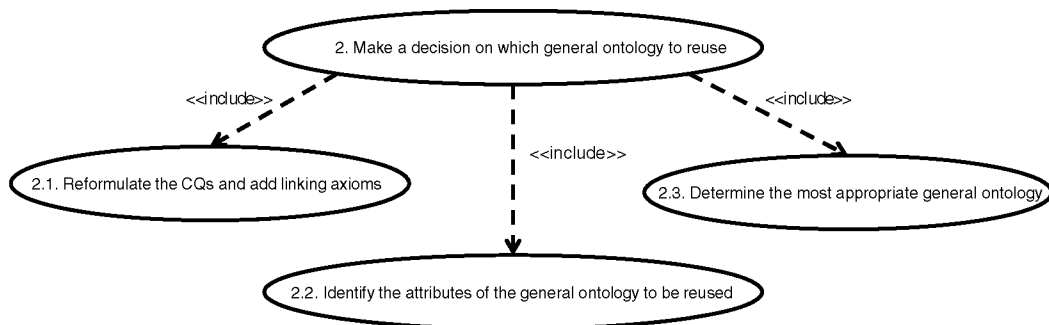 2. Make a decision on which general ontology to reuse
<<include>>
<<include>>
<<include>>
2.1. Reformulate the CQs and add linking axioms
2.3. Determine the most appropriate general ontology
2.2. Identify the attributes of the general ontology to be reused